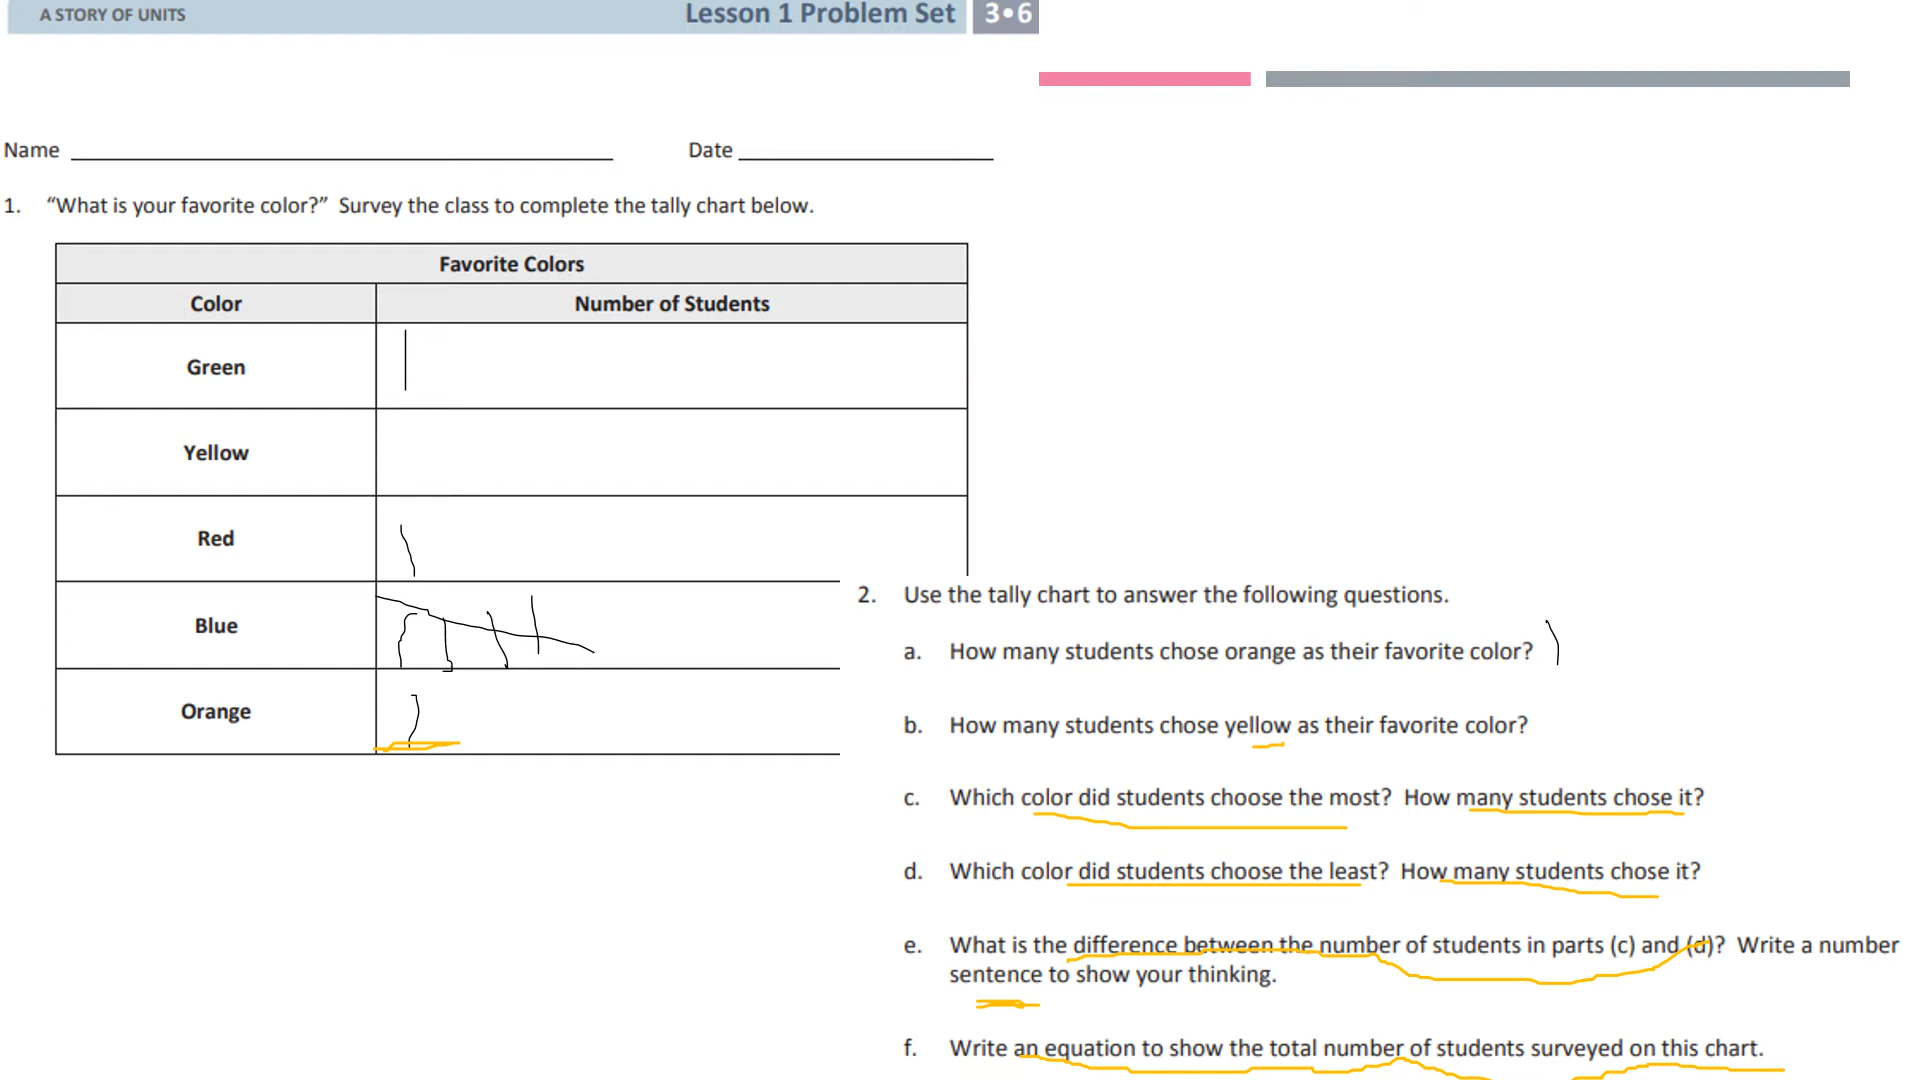 A STORY OF UNITS
Lesson 1 Problem Set 3•6
Name Date
1. “What is your favorite color?” Survey the class to complete the tally chart below.
Favorite Colors
Color Number of Students
Green
Yellow
Red
Blue
Orange
2. Use the tally chart to answer the following questions.
a. How many students chose orange as their favorite color?
b. How many students chose yellow as their favorite color?
c. Which color did students choose the most? How many students chose it?
d. Which color did students choose the least? How many students chose it?
e. What is the difference between the number of students in parts (c) and (d)? Write a number
sentence to show your thinking.
f. Write an equation to show the total number of students surveyed on this chart.